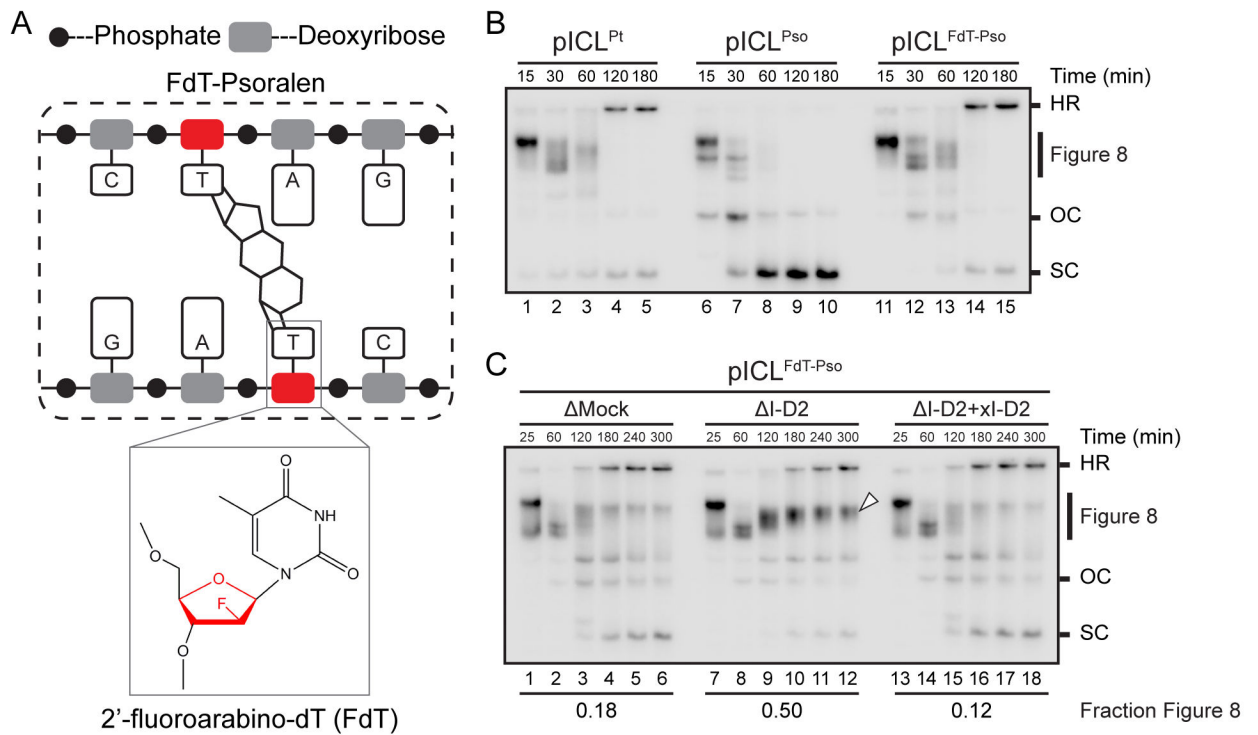 A
---Phosphate ---Deoxyribose
FdT-Psoralen
C T A G
G A T C
O
NH
N
O
O
O
F
O
2'-fluoroarabino-dT (FdT)
B
pICL^Pt pICL^Pso pICL^FdT-Pso
15 30 60 120 180 15 30 60 120 180 15 30 60 120 180 Time (min)
HR
Figure 8
OC
SC
1 2 3 4 5 6 7 8 9 10 11 12 13 14 15
C
pICL^FdT-Pso
ΔMock ΔI-D2 ΔI-D2+xI-D2
25 60 120 180 240 300 25 60 120 180 240 300 25 60 120 180 240 300 Time (min)
HR
Figure 8
OC
SC
1 2 3 4 5 6 7 8 9 10 11 12 13 14 15 16 17 18
0.18 0.50 0.12 Fraction Figure 8